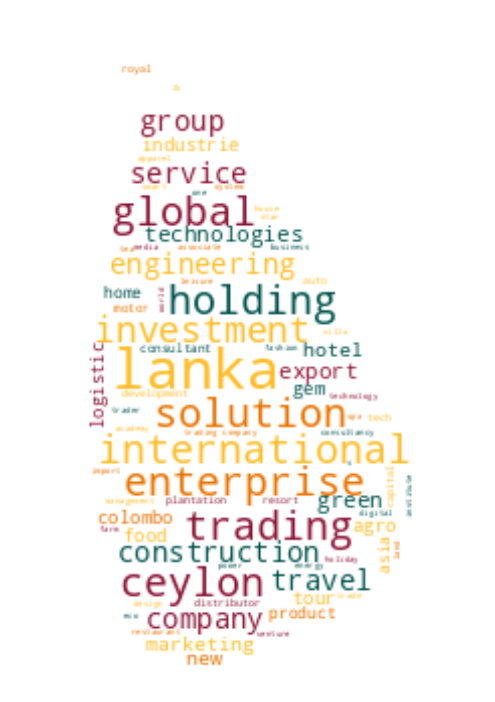 royal
group
industrie
apparel
service
smart system
one
global house
star
technologies
tea media associate business
engineering
leisure auto
home world holding
motor
investment villa
consultant fashion hotel
lanka export
logistic gem
development technology
trader solution spa tech
academy trading company consultancy
international
import enterprise capital institute
management plantation resort green
colombo digital
farm trading agro
food
construction asia land
power energy holiday
ceylon travel
tour trade
design distributor
eco company product
restaurant venture
marketing
new